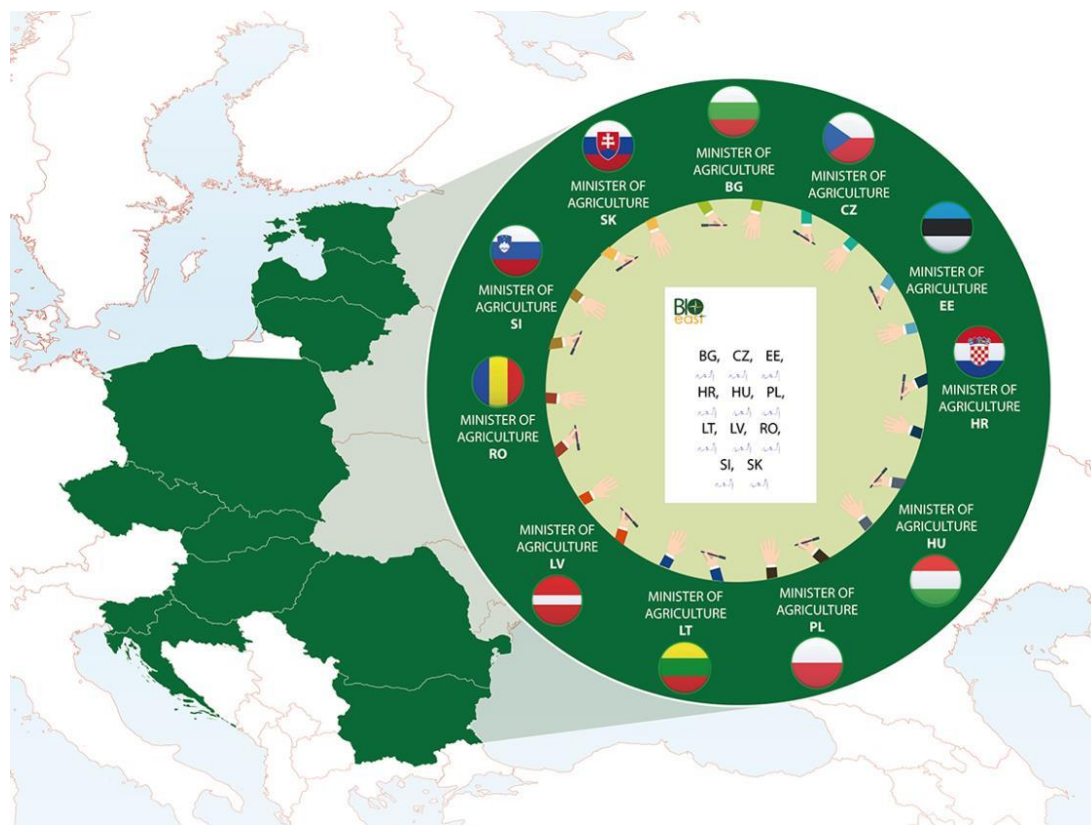 MINISTER OF
AGRICULTURE
BG
MINISTER OF
AGRICULTURE
CZ
MINISTER OF
AGRICULTURE
EE
MINISTER OF
AGRICULTURE
HR
MINISTER OF
AGRICULTURE
HU
MINISTER OF
AGRICULTURE
PL
MINISTER OF
AGRICULTURE
LT
MINISTER OF
AGRICULTURE
LV
MINISTER OF
AGRICULTURE
RO
MINISTER OF
AGRICULTURE
SI
MINISTER OF
AGRICULTURE
SK
BIO
east
BG, CZ, EE,
HR, HU, PL,
LT, LV, RO,
SI, SK